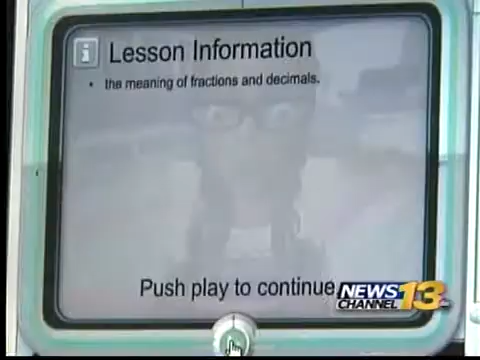 i Lesson Information
• the meaning of fractions and decimals.
Push play to continue
NEWS 13
CHANNEL